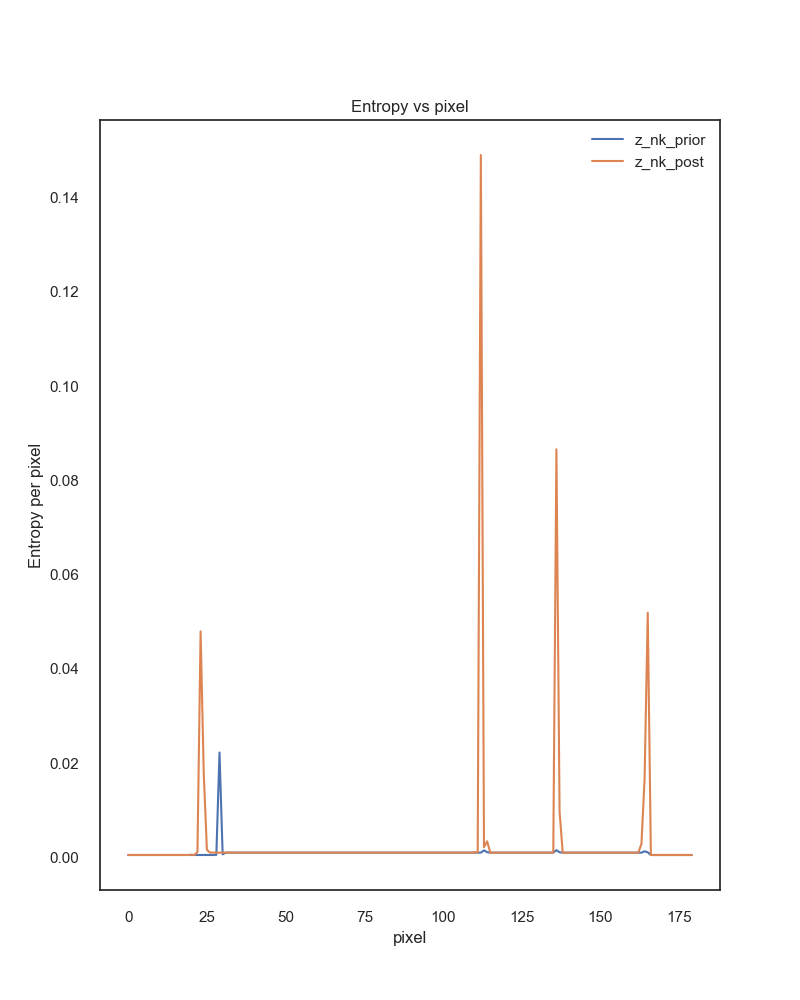 Entropy vs pixel
z_nk_prior
z_nk_post
0.14
0.12
0.10
0.08
0.06
0.04
0.02
0.00
Entropy per pixel
0 25 50 75 100 125 150 175
pixel